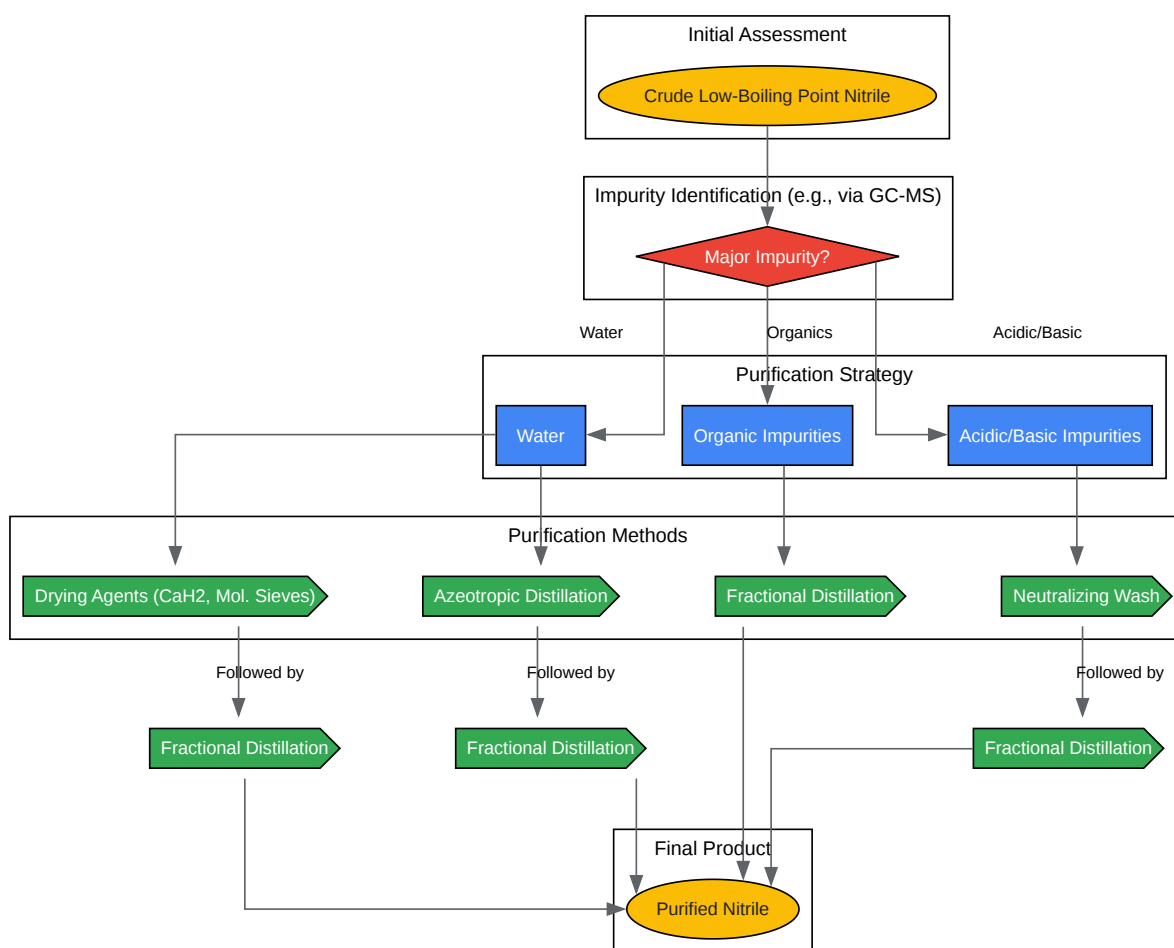 Initial Assessment
Crude Low-Boiling Point Nitrile
Impurity Identification (e.g., via GC-MS)
Major Impurity?
Water
Organics
Acidic/Basic
Purification Strategy
Water
Organic Impurities
Acidic/Basic Impurities
Purification Methods
Drying Agents (CaH2, Mol. Sieves)
Azeotropic Distillation
Fractional Distillation
Neutralizing Wash
Followed by
Followed by
Followed by
Fractional Distillation
Fractional Distillation
Fractional Distillation
Final Product
Purified Nitrile